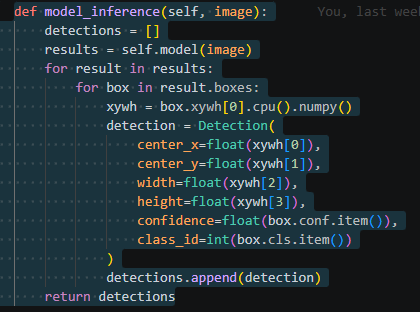 def model_inference(self, image):    You, last wee
    detections = []
    results = self.model(image)
    for result in results:
        for box in result.boxes:
            xywh = box.xywh[0].cpu().numpy()
            detection = Detection(
                center_x=float(xywh[0]),
                center_y=float(xywh[1]),
                width=float(xywh[2]),
                height=float(xywh[3]),
                confidence=float(box.conf.item()),
                class_id=int(box.cls.item())
            )
            detections.append(detection)
    return detections